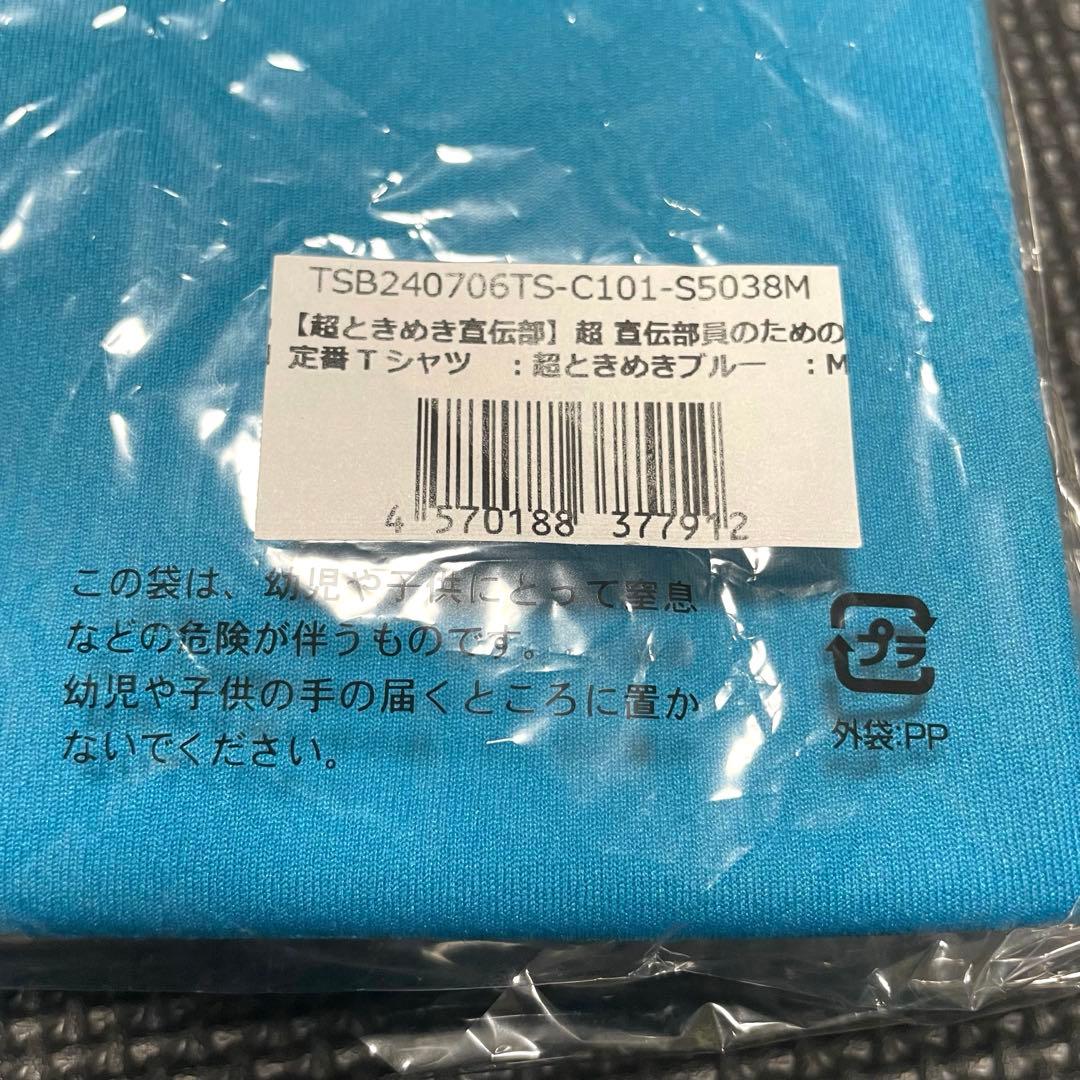 TSB240706TS-C101-S5038M
【超ときめき宣伝部】超 宣伝部員のための
定番Tシャツ ：超ときめきブルー ：M
4 570188 377912
この袋は、幼児や子供にとって窒息
などの危険が伴うものです。
幼児や子供の手の届くところに置か
ないでください。
プラ
外袋:PP